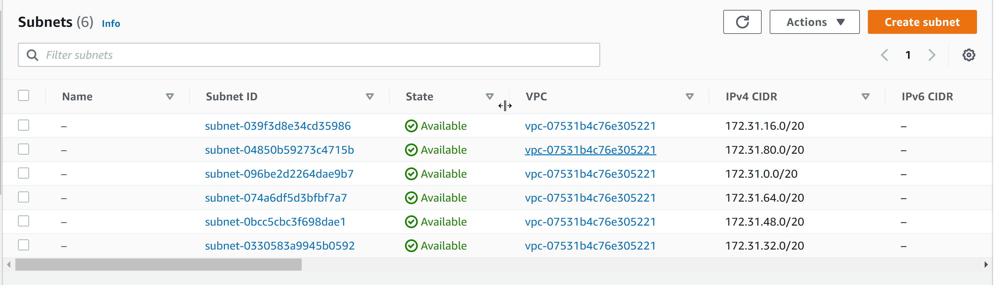 Subnets (6) Info
Actions
Create subnet
Filter subnets
1
Name Subnet ID State VPC IPv4 CIDR IPv6 CIDR
– subnet-039f3d8e34cd35986 Available vpc-07531b4c76e305221 172.31.16.0/20 –
– subnet-04850b59273c4715b Available vpc-07531b4c76e305221 172.31.80.0/20 –
– subnet-096be2d2264dae9b7 Available vpc-07531b4c76e305221 172.31.0.0/20 –
– subnet-074a6df5d3bfbf7a7 Available vpc-07531b4c76e305221 172.31.64.0/20 –
– subnet-0bcc5cbc3f698dae1 Available vpc-07531b4c76e305221 172.31.48.0/20 –
– subnet-0330583a9945b0592 Available vpc-07531b4c76e305221 172.31.32.0/20 –